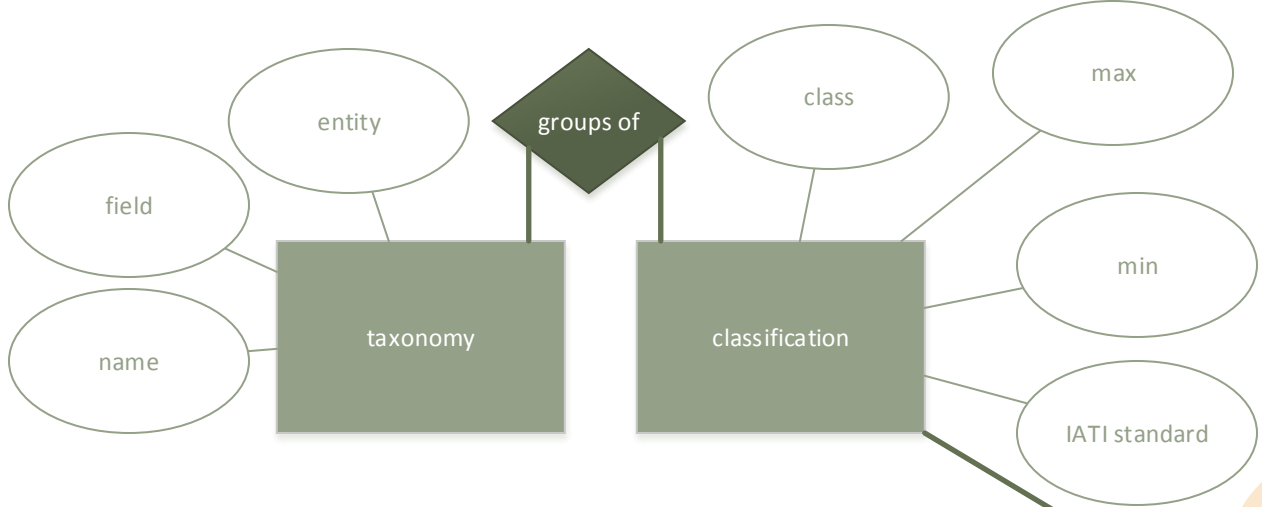 max
class
entity
groups of
field
min
taxonomy
classification
name
IATI standard